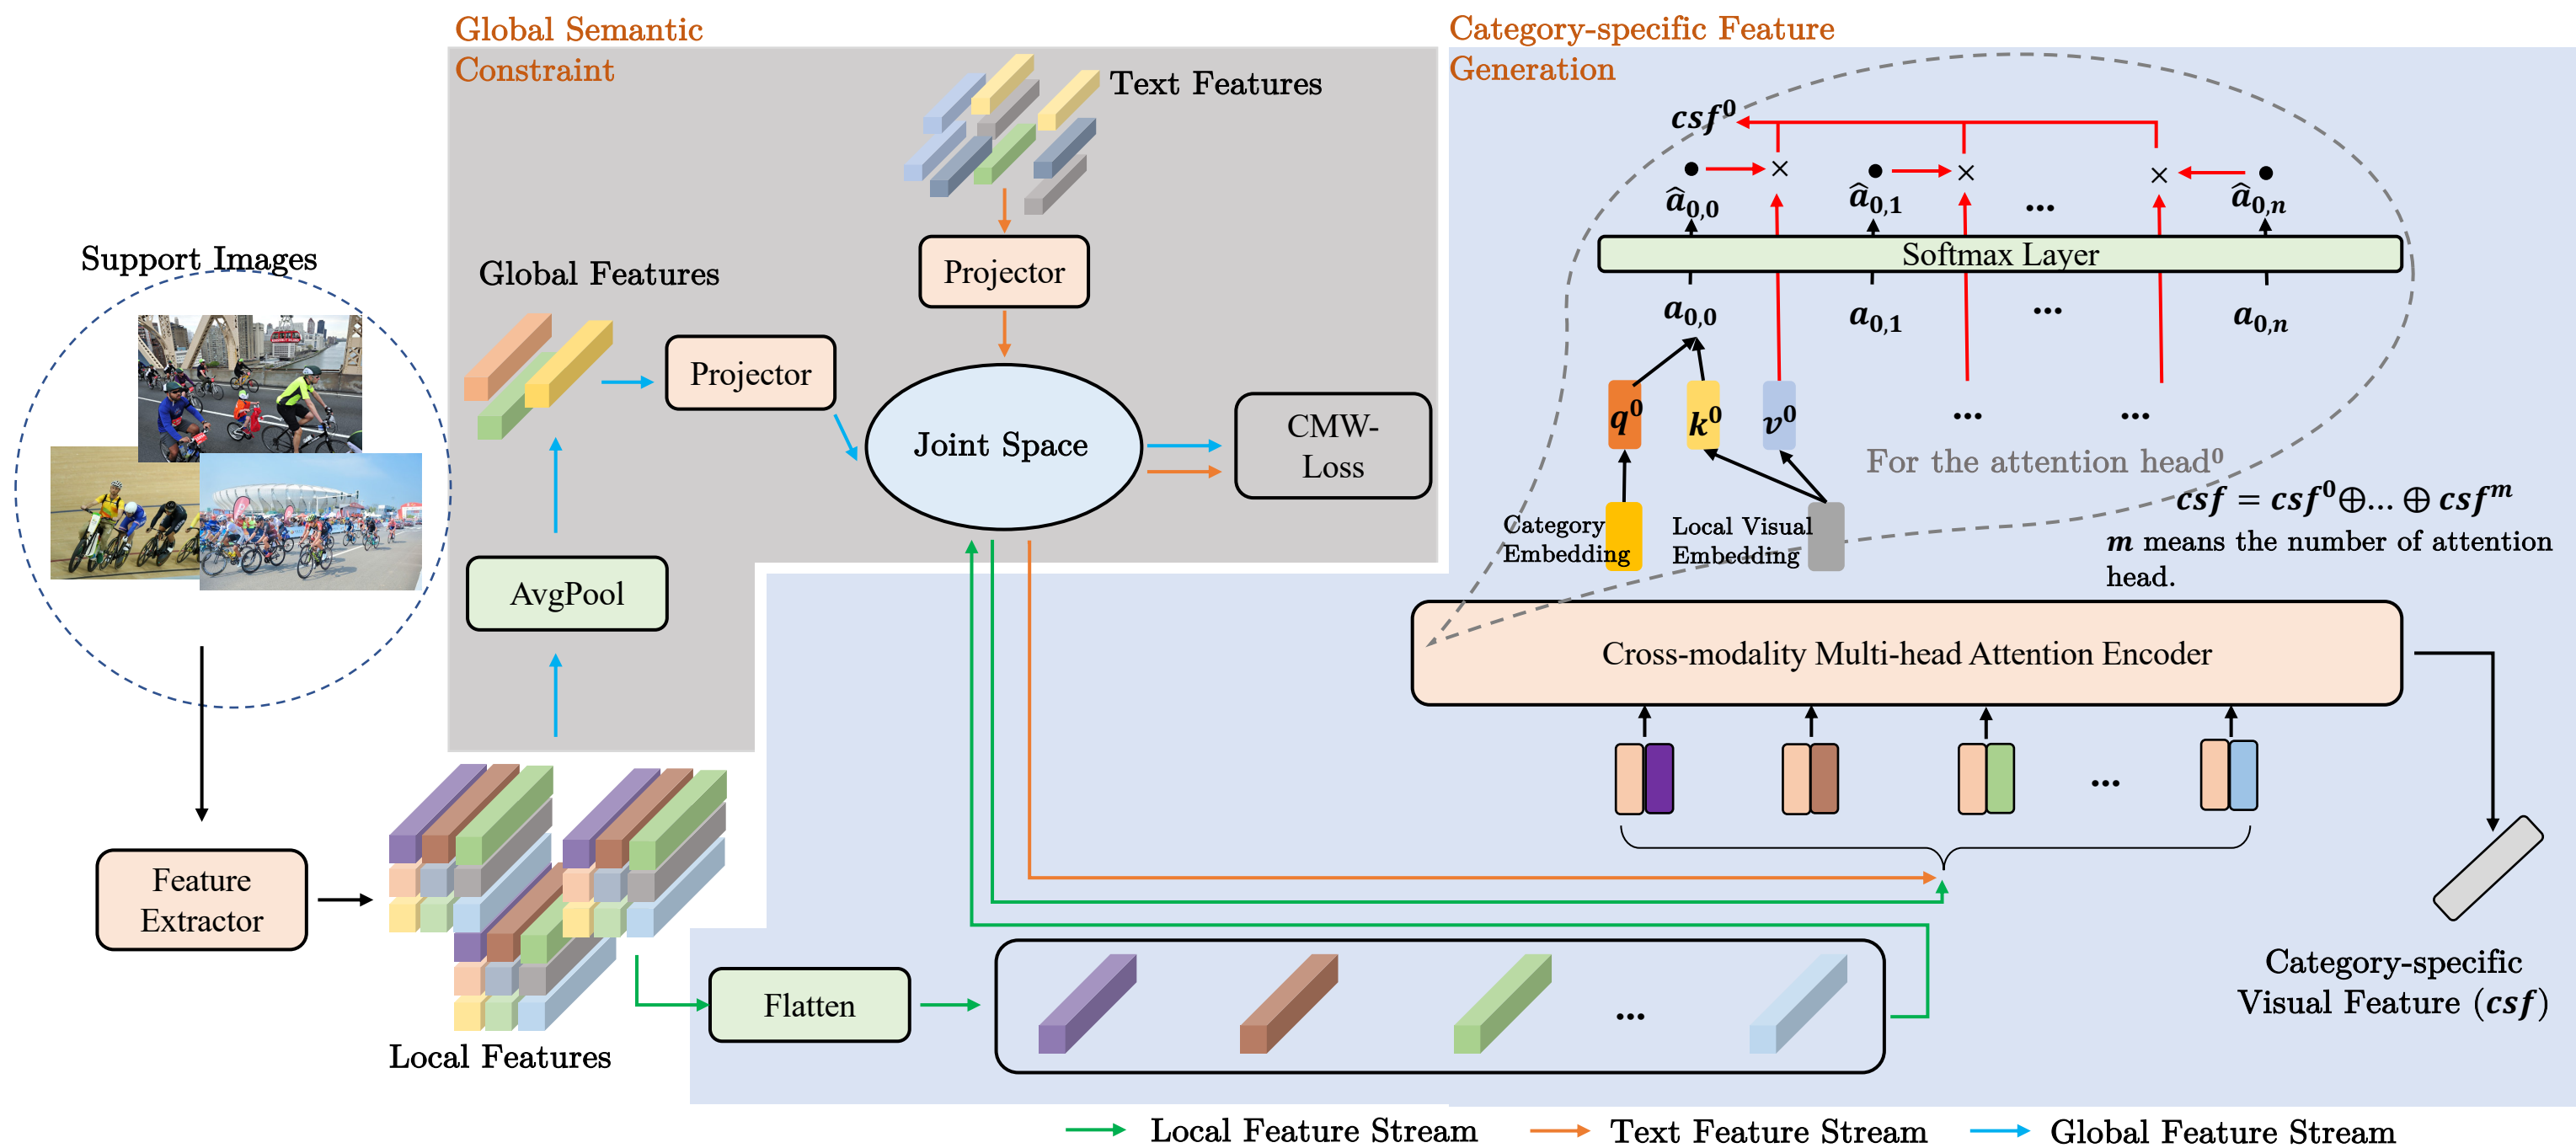 Global Semantic
Constraint
Category-specific Feature
Generation
Text Features
Support Images
Global Features
Projector
Projector
Joint Space
CMW-
Loss
AvgPool
Feature
Extractor
Local Features
Flatten
...
csf⁰
× × ×
â₀,₀ â₀,₁ ... â₀,ₙ
Softmax Layer
a₀,₀ a₀,₁ ... a₀,ₙ
q⁰ k⁰ v⁰ ... ...
For the attention head⁰
Category
Embedding
Local Visual
Embedding
csf = csf⁰⊕... ⊕ csfᵐ
m means the number of attention
head.
Cross-modality Multi-head Attention Encoder
...
Category-specific
Visual Feature (csf)
Local Feature Stream
Text Feature Stream
Global Feature Stream